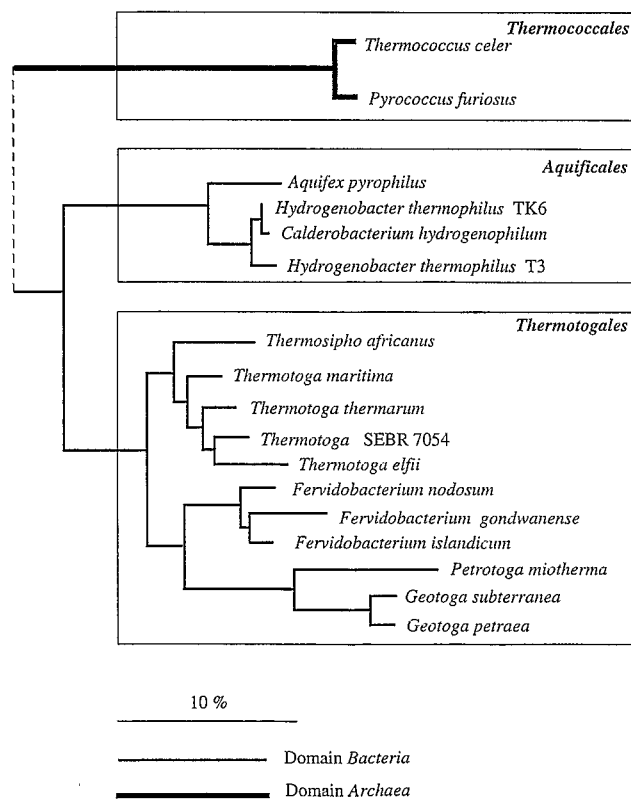 Thermococcales
Thermococcus celer
Pyrococcus furiosus
Aquificales
Aquifex pyrophilus
Hydrogenobacter thermophilus TK6
Calderobacterium hydrogenophilum
Hydrogenobacter thermophilus T3
Thermotogales
Thermosipho africanus
Thermotoga maritima
Thermotoga thermarum
Thermotoga SEBR 7054
Thermotoga elfii
Fervidobacterium nodosum
Fervidobacterium gondwanense
Fervidobacterium islandicum
Petrotoga miotherma
Geotoga subterranea
Geotoga petraea
10 %
Domain Bacteria
Domain Archaea